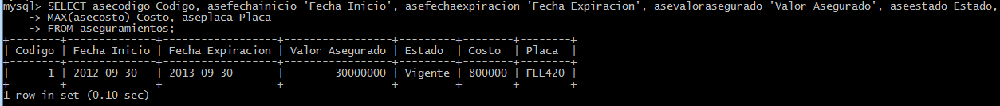 mysql> SELECT asecodigo Codigo, asefechainicio 'Fecha Inicio', asefechaexpiracion 'Fecha Expiracion', asevalorasegurado 'Valor Asegurado', aseestado Estado,
    -> MAX(asecosto) Costo, aseplaca Placa
    -> FROM aseguramientos;
+--------+--------------+------------------+-----------------+---------+--------+--------+
| Codigo | Fecha Inicio | Fecha Expiracion | Valor Asegurado | Estado  | Costo  | Placa  |
+--------+--------------+------------------+-----------------+---------+--------+--------+
|      1 | 2012-09-30   | 2013-09-30       |        30000000 | Vigente | 800000 | FLL420 |
+--------+--------------+------------------+-----------------+---------+--------+--------+
1 row in set (0.10 sec)